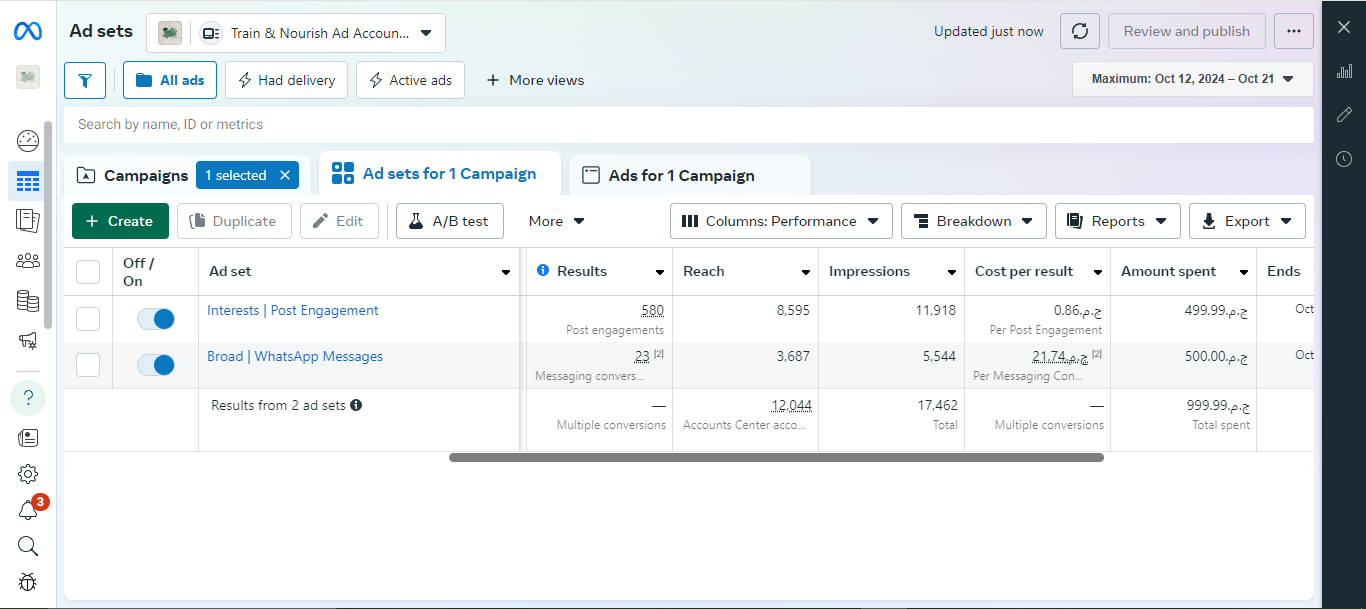 Ad sets
Train & Nourish Ad Accoun...
Updated just now
Review and publish
All ads
Had delivery
Active ads
+ More views
Maximum: Oct 12, 2024 – Oct 21
Search by name, ID or metrics
Campaigns
1 selected ×
Ad sets for 1 Campaign
Ads for 1 Campaign
+ Create
Duplicate
Edit
A/B test
More
Columns: Performance
Breakdown
Reports
Export
Off / On
Ad set
Results
Reach
Impressions
Cost per result
Amount spent
Ends
Interests | Post Engagement
580
Post engagements
8,595
11,918
ج.م.0.86
Per Post Engagement
ج.م.499.99
Oct
Broad | WhatsApp Messages
23 [2]
Messaging convers...
3,687
5,544
ج.م.21.74 [2]
Per Messaging Con...
ج.م.500.00
Oct
Results from 2 ad sets
—
Multiple conversions
12,044
Accounts Center acco...
17,462
Total
—
Multiple conversions
ج.م.999.99
Total spent
?
3